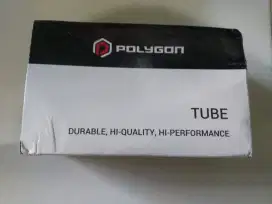 POLYGON
TUBE
DURABLE, HI-QUALITY, HI-PERFORMANCE